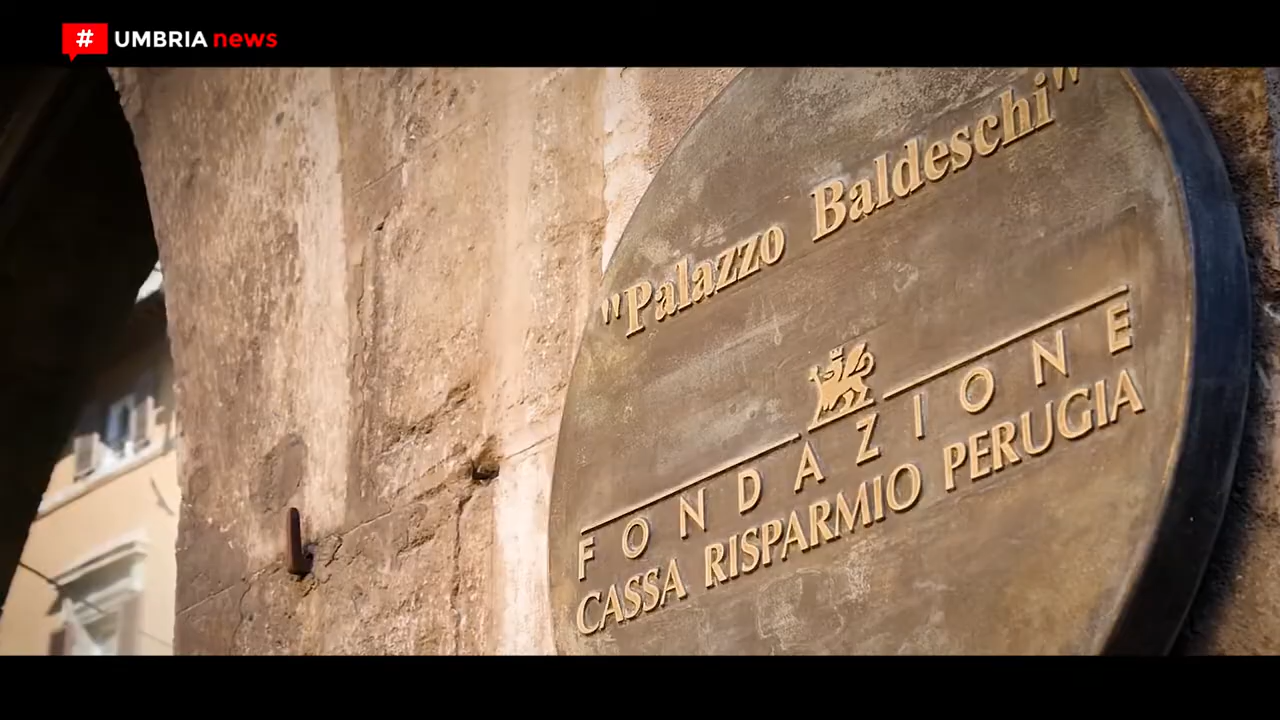 # UMBRIA news
"Palazzo Baldeschi"
FONDAZIONE
CASSA RISPARMIO PERUGIA